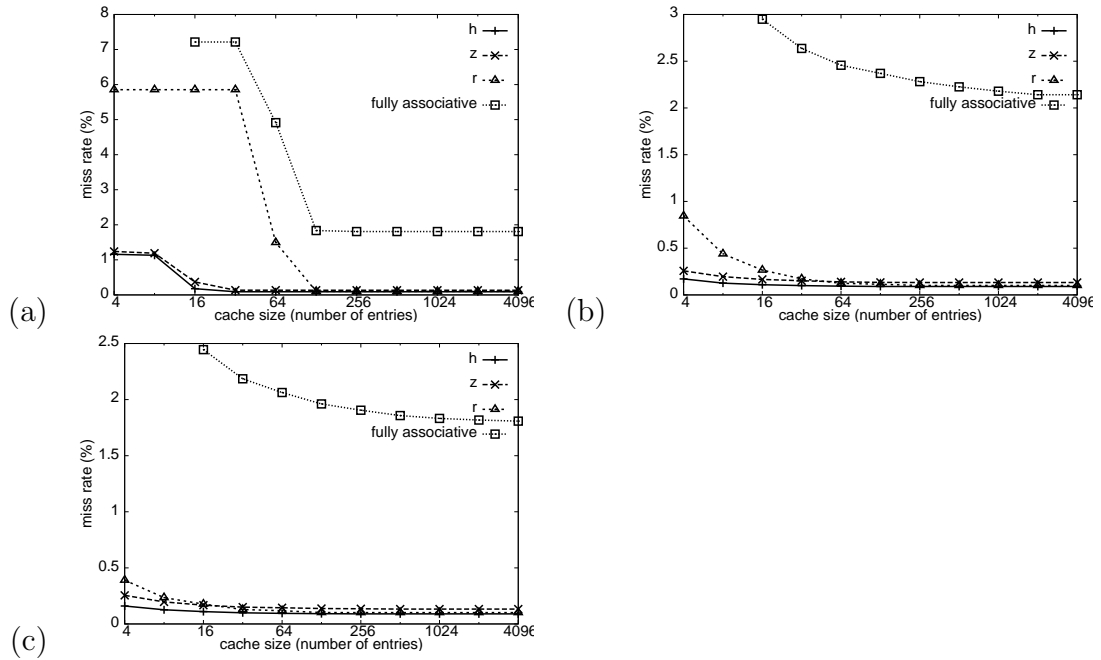 8
7
6
5
4
3
2
1
0
miss rate (%)
h
z
r
fully associative
4 16 64 256 1024 4096
cache size (number of entries)
(a)
3
2.5
2
1.5
1
0.5
0
miss rate (%)
h
z
r
fully associative
4 16 64 256 1024 4096
cache size (number of entries)
(b)
2.5
2
1.5
1
0.5
0
miss rate (%)
h
z
r
fully associative
4 16 64 256 1024 4096
cache size (number of entries)
(c)